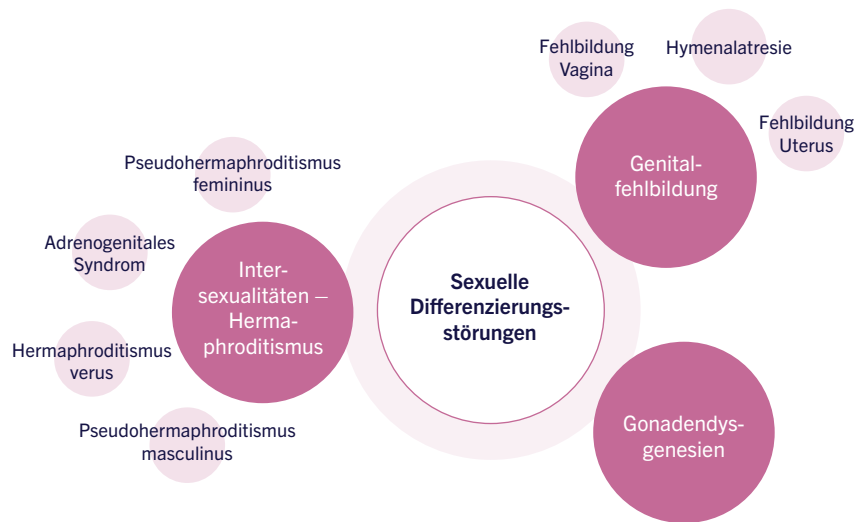 Fehlbildung
Vagina
Hymenalatresie
Fehlbildung
Uterus
Genital-
fehlbildung
Pseudohermaphroditismus
femininus
Adrenogenitales
Syndrom
Inter-
sexualitäten –
Herma-
phroditismus
Sexuelle
Differenzierungs-
störungen
Hermaphroditismus
verus
Pseudohermaphroditismus
masculinus
Gonadendys-
genesien